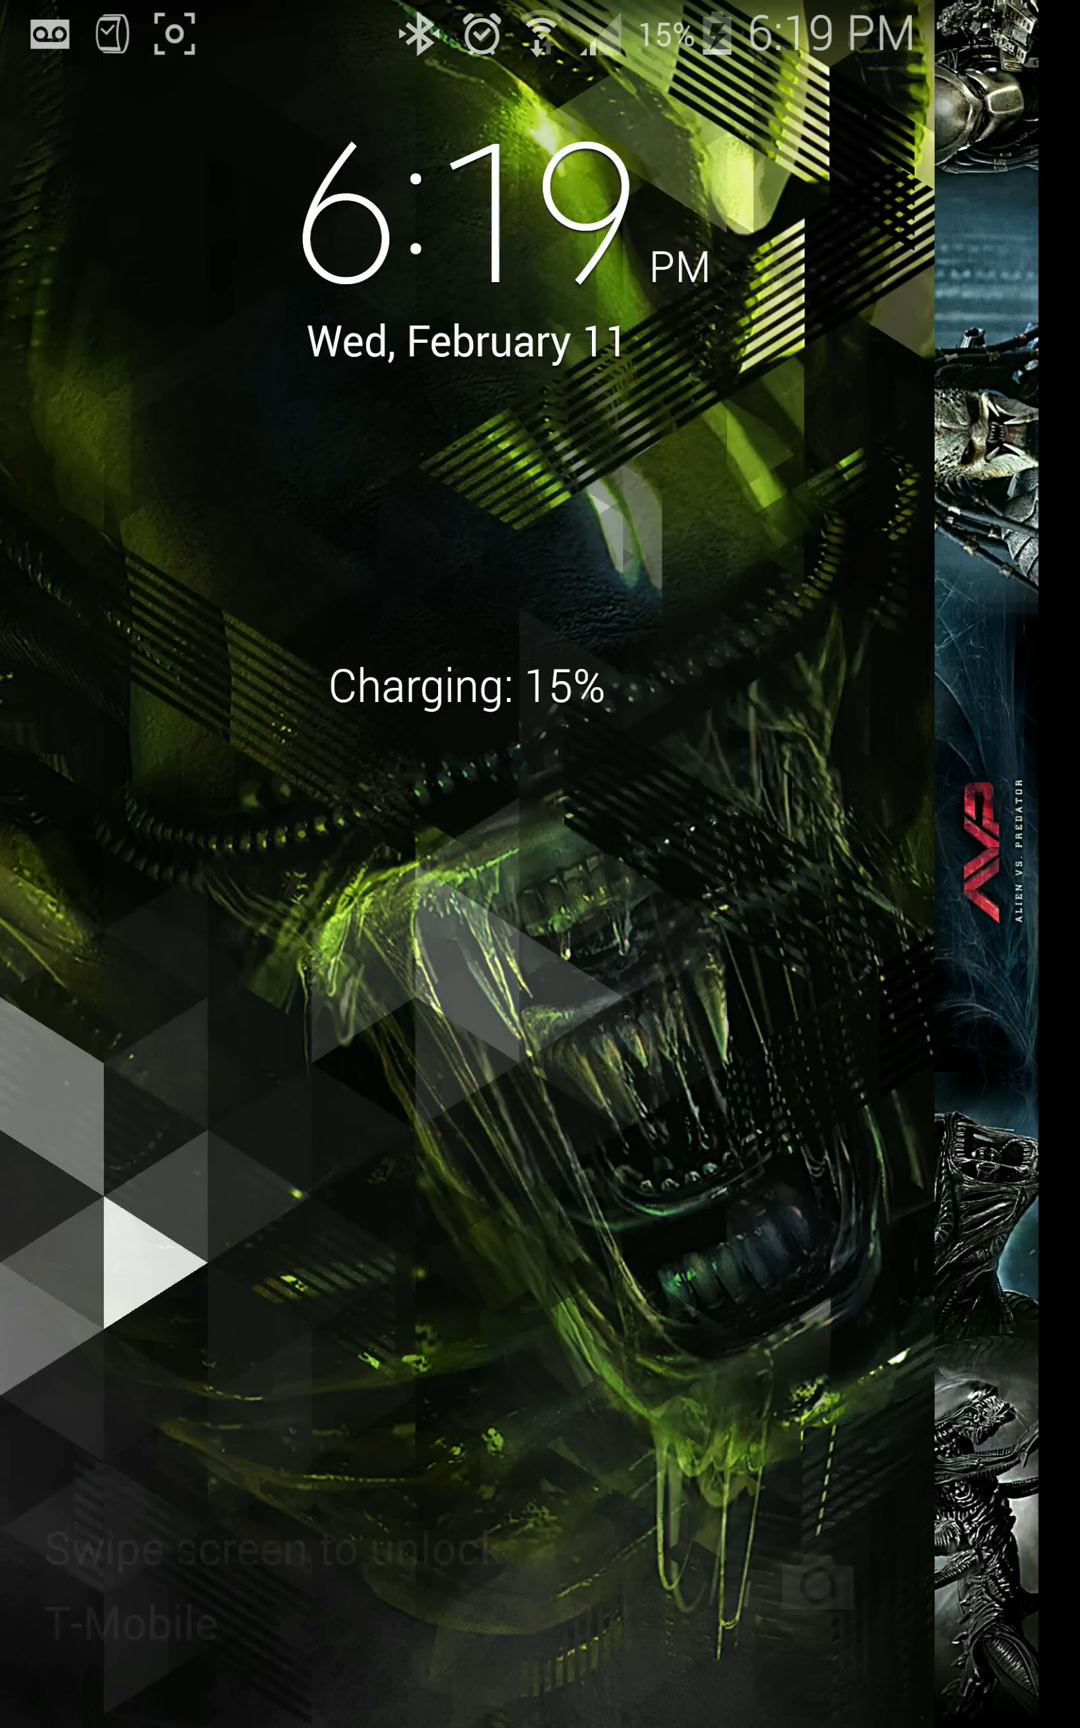 15% 6:19 PM
6:19 PM
Wed, February 11
Charging: 15%
AVP
ALIEN VS. PREDATOR
Swipe screen to unlock
T-Mobile